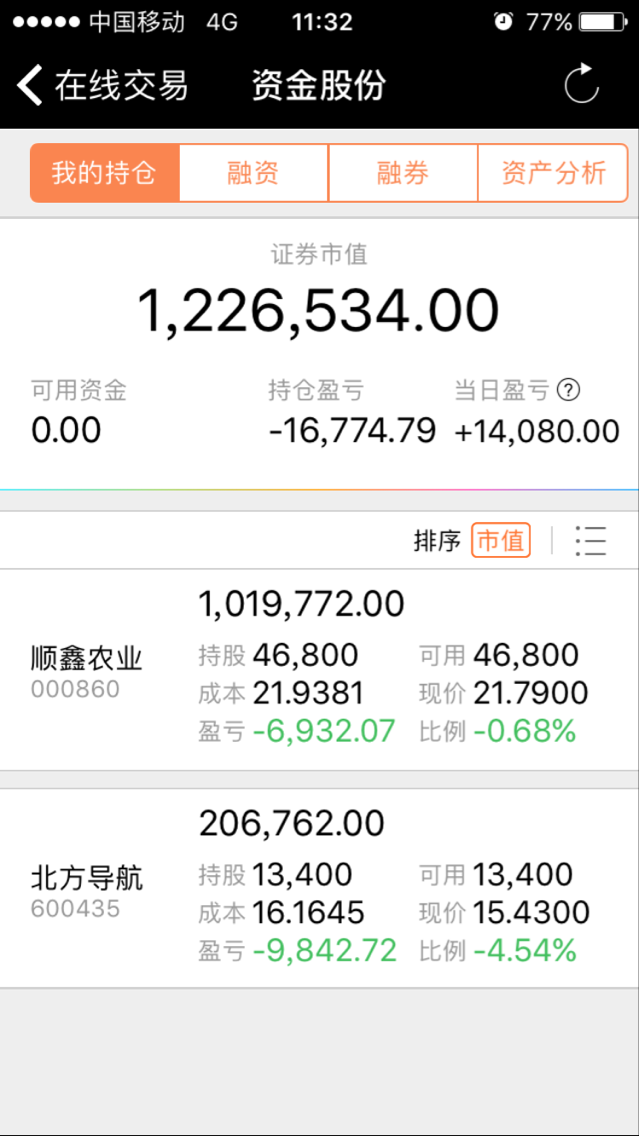 中国移动 4G 11:32 77%
在线交易 资金股份
我的持仓 融资 融券 资产分析
证券市值
1,226,534.00
可用资金 持仓盈亏 当日盈亏 ?
0.00 -16,774.79 +14,080.00
排序 市值
1,019,772.00
顺鑫农业
000860
持股 46,800 可用 46,800
成本 21.9381 现价 21.7900
盈亏 -6,932.07 比例 -0.68%
206,762.00
北方导航
600435
持股 13,400 可用 13,400
成本 16.1645 现价 15.4300
盈亏 -9,842.72 比例 -4.54%